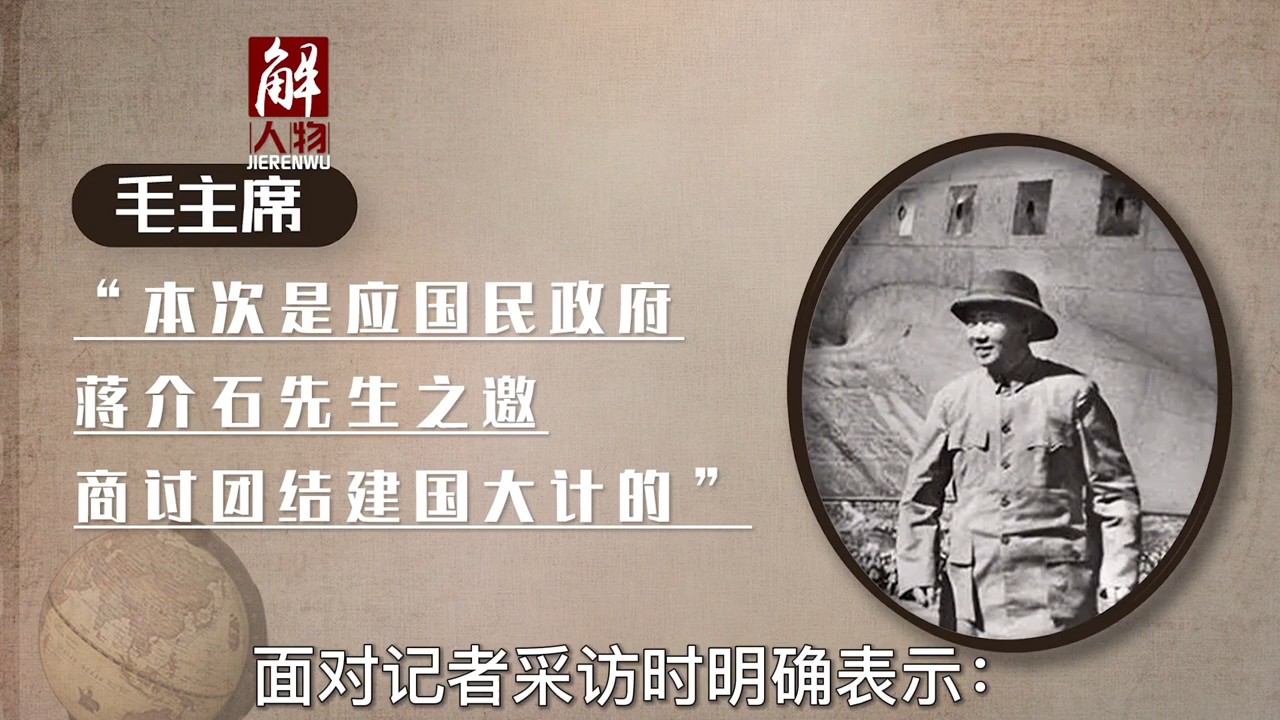 解
人物
JIERENWU
毛主席
“本次是应国民政府
蒋介石先生之邀
商讨团结建国大计的”
面对记者采访时明确表示：